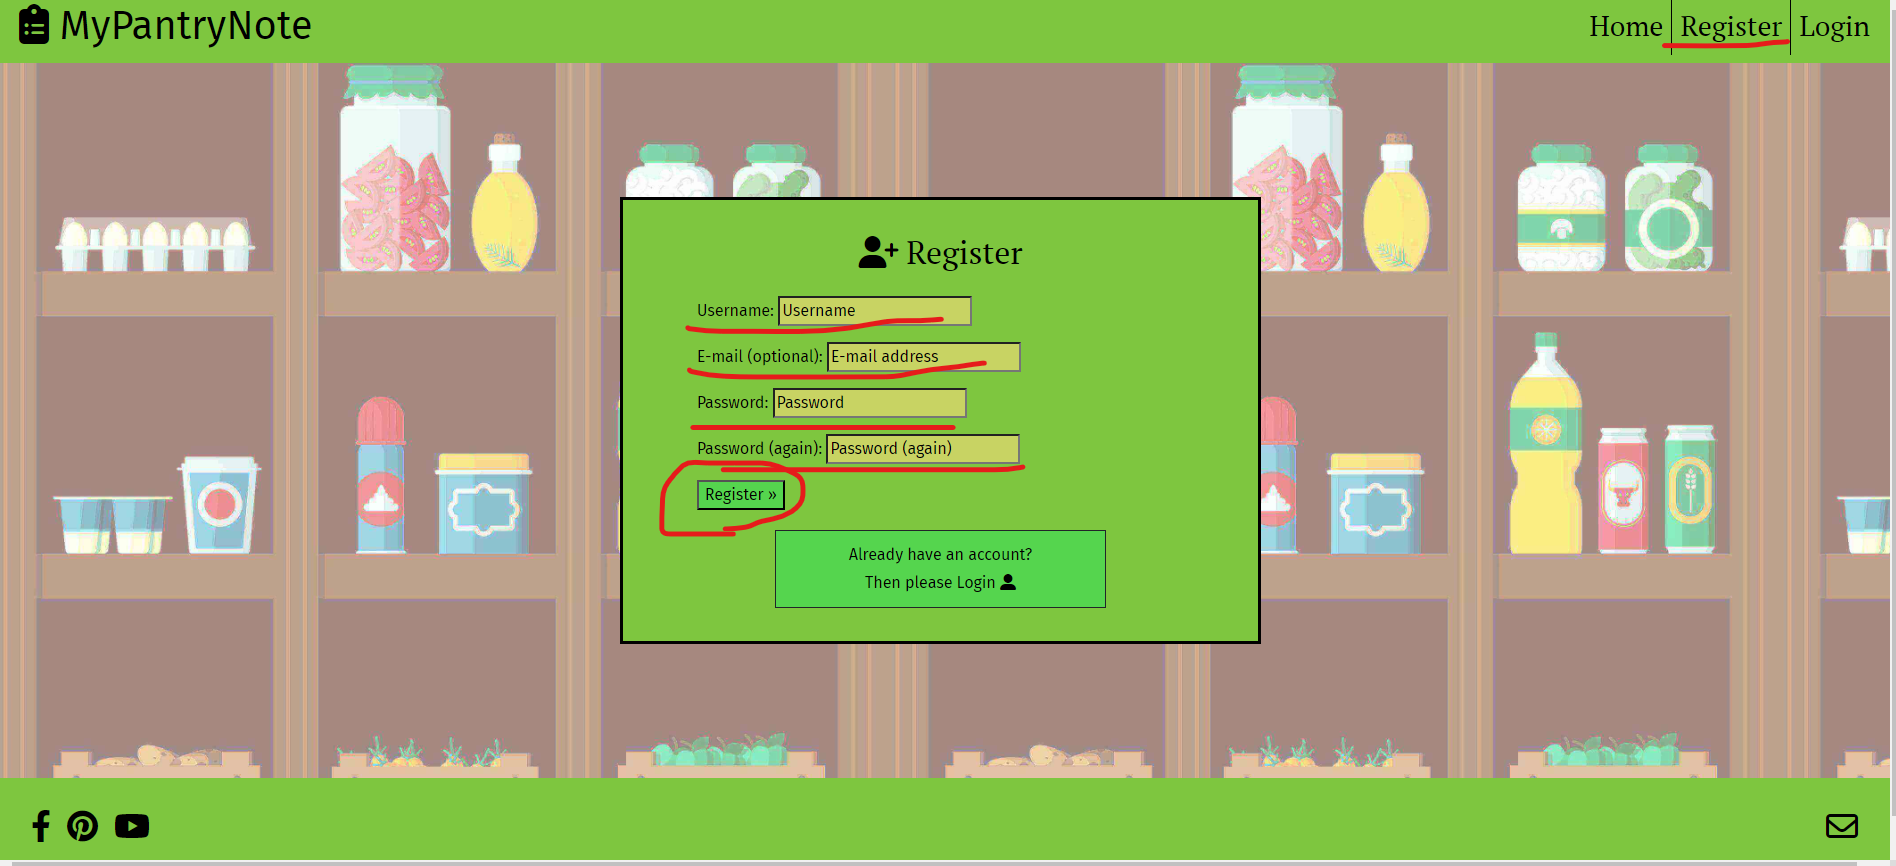 MyPantryNote
Home Register Login
Register
Username: Username
E-mail (optional): E-mail address
Password: Password
Password (again): Password (again)
Register »
Already have an account?
Then please Login